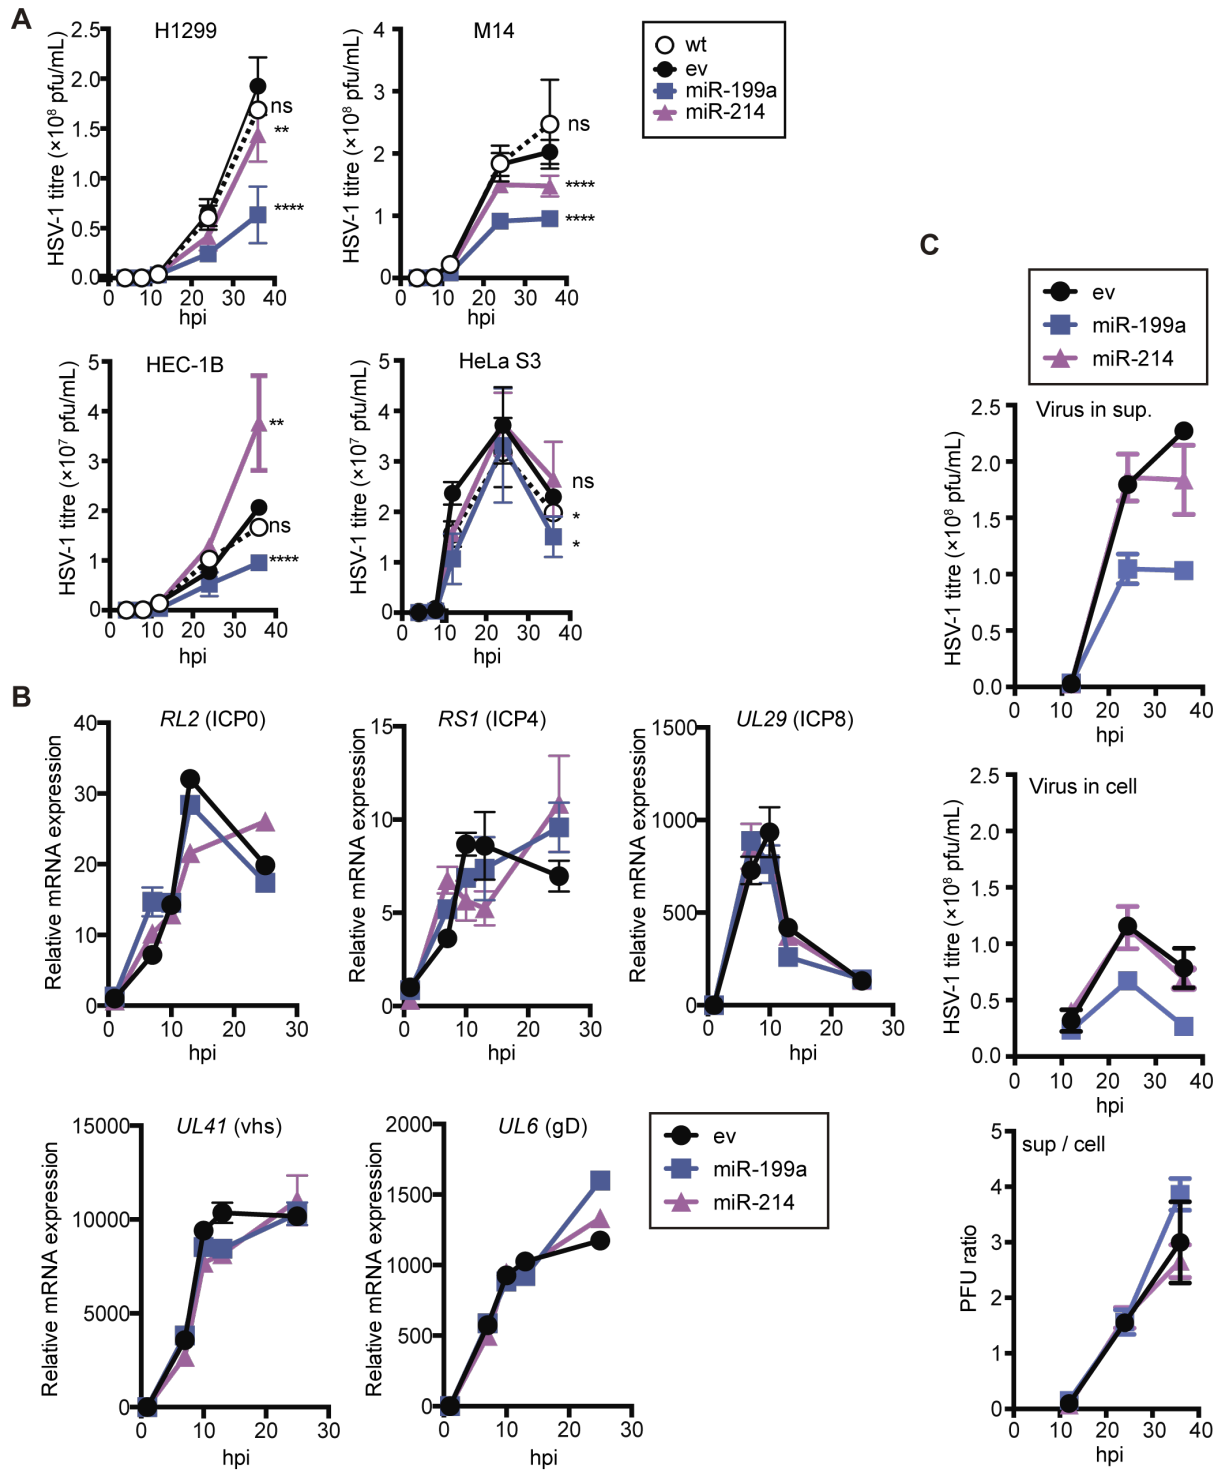 A
H1299
HSV-1 titre (×10⁸ pfu/mL)
2.5
2.0
1.5
1.0
0.5
0.0
ns
**
****
0 10 20 30 40
hpi
M14
HSV-1 titre (×10⁸ pfu/mL)
4
3
2
1
0
ns
****
****
0 10 20 30 40
hpi
wt
ev
miR-199a
miR-214
HEC-1B
HSV-1 titre (×10⁷ pfu/mL)
5
4
3
2
1
0
**
ns
****
0 10 20 30 40
hpi
HeLa S3
HSV-1 titre (×10⁷ pfu/mL)
5
4
3
2
1
0
ns
*
*
0 10 20 30 40
hpi
B
RL2 (ICP0)
Relative mRNA expression
40
30
20
10
0
0 10 20 30
hpi
RS1 (ICP4)
Relative mRNA expression
15
10
5
0
0 10 20 30
hpi
UL29 (ICP8)
Relative mRNA expression
1500
1000
500
0
0 10 20 30
hpi
UL41 (vhs)
Relative mRNA expression
15000
10000
5000
0
0 10 20 30
hpi
UL6 (gD)
Relative mRNA expression
2000
1500
1000
500
0
0 10 20 30
hpi
ev
miR-199a
miR-214
C
ev
miR-199a
miR-214
Virus in sup.
HSV-1 titre (×10⁸ pfu/mL)
2.5
2.0
1.5
1.0
0.5
0.0
0 10 20 30 40
hpi
Virus in cell
HSV-1 titre (×10⁸ pfu/mL)
2.5
2.0
1.5
1.0
0.5
0.0
0 10 20 30 40
hpi
sup / cell
PFU ratio
5
4
3
2
1
0
0 10 20 30 40
hpi